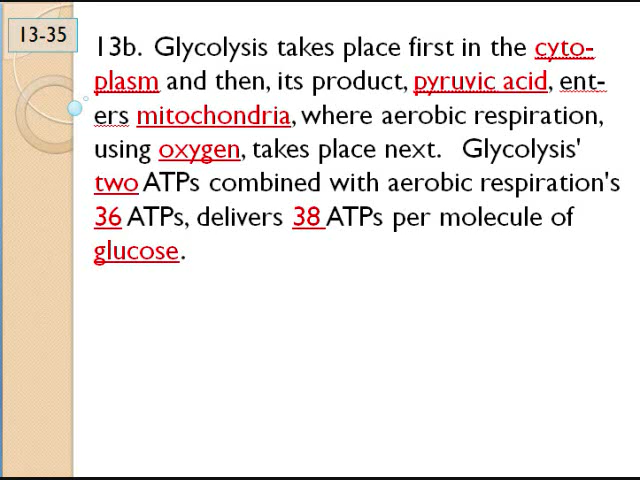 13-35
13b. Glycolysis takes place first in the cyto-
plasm and then, its product, pyruvic acid, ent-
ers mitochondria, where aerobic respiration,
using oxygen, takes place next. Glycolysis'
two ATPs combined with aerobic respiration's
36 ATPs, delivers 38 ATPs per molecule of
glucose.